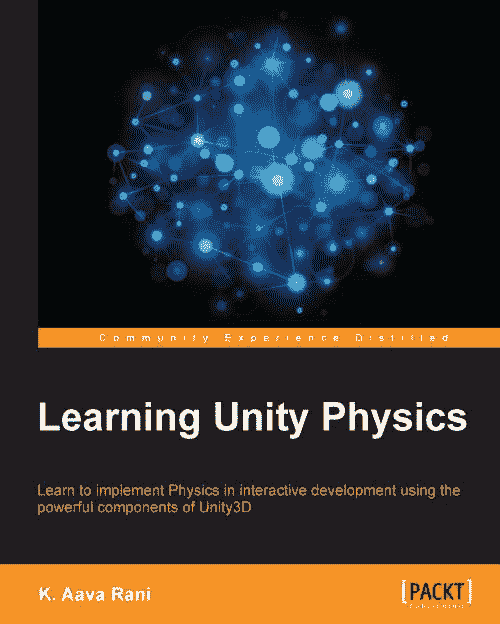 Community Experience Distilled
Learning Unity Physics
Learn to implement Physics in interactive development using the
powerful components of Unity3D
K. Aava Rani
[PACKT]